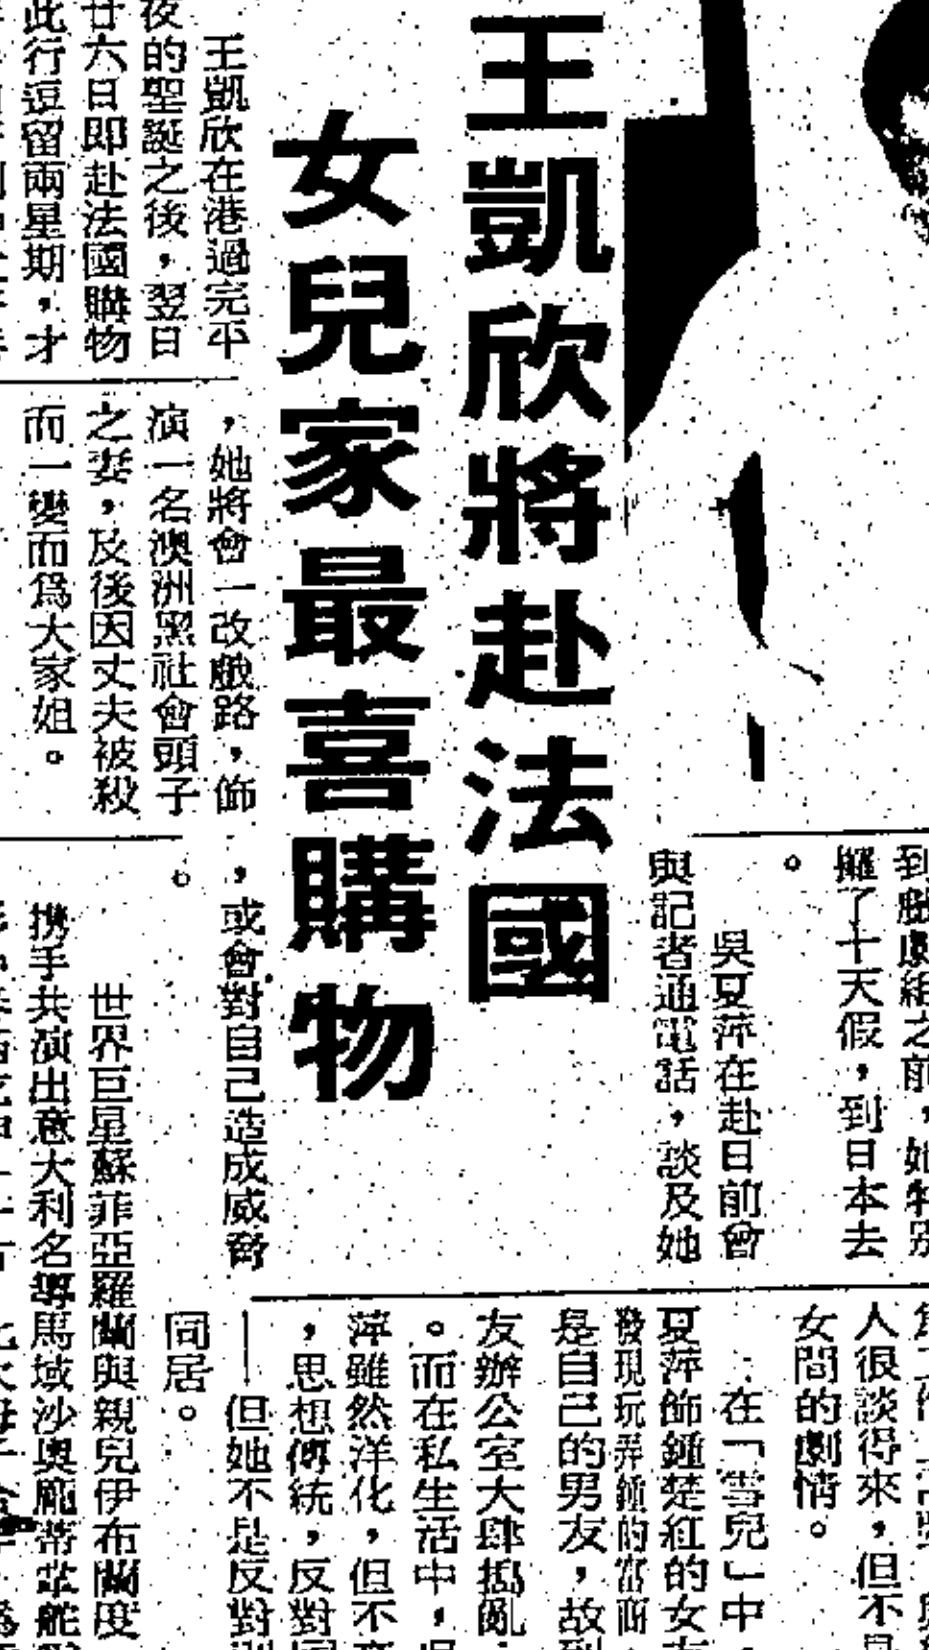 王凱欣將赴法國
女兒家最喜購物
王凱欣在港過完平
夜的聖誕之後，翌日
廿六日即赴法國購物
此行逗留兩星期，才
，她將會一改戲路，飾
演一名澳洲黑社會頭子
之妻，及後因丈夫被殺
而一變而爲大家姐。
到
組之前，她特別
攞了十天假，到日本去
。
吳夏萍在赴日前會
與記者通電話，談及她
，或會對自己造成威脅
。
世界巨星蘇菲亞羅蘭與親兒伊布蘭度
携手共演出意大利名導馬域沙奧龐蒂
人很談得來，但不是
女間的劇情。
在「雪兒」中，
夏萍飾鍾楚紅的女友
發現玩弄鍾的富商，
是自己的男友，故到
友辦公室大肆搗亂
。而在私生活中，吳
萍雖然洋化，但不
，思想傳統，反對
——但她不是反對
同居。